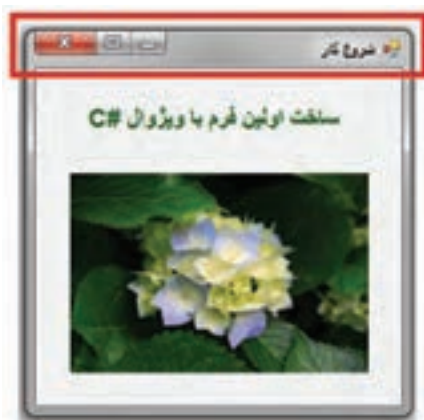 شروع کار
ساخت اولین فرم با ویژوال C#